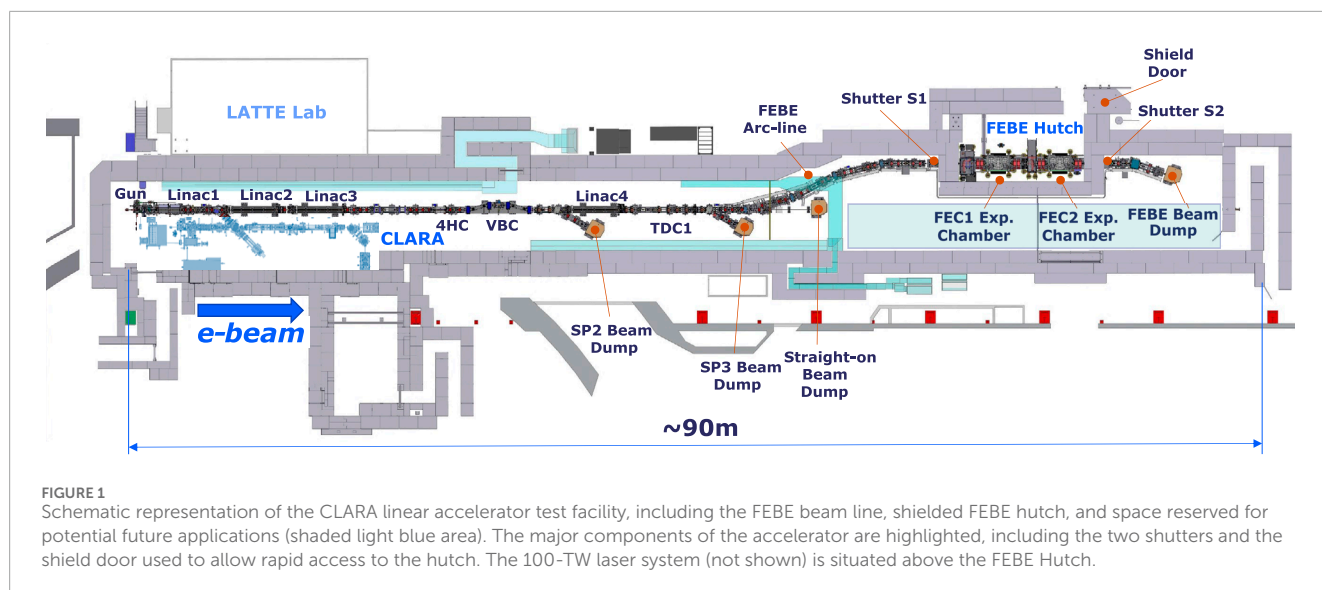 Shield
Door
LATTE Lab
FEBE
Arc-line
Shutter S1
Shutter S2
FEBE Hutch
Gun
Linac1
Linac2
Linac3
Linac4
4HC
VBC
TDC1
CLARA
FEC1 Exp.
Chamber
FEC2 Exp.
Chamber
FEBE Beam
Dump
e-beam
SP2 Beam
Dump
SP3 Beam
Dump
Straight-on
Beam
Dump
~90m
FIGURE 1
Schematic representation of the CLARA linear accelerator test facility, including the FEBE beam line, shielded FEBE hutch, and space reserved for
potential future applications (shaded light blue area). The major components of the accelerator are highlighted, including the two shutters and the
shield door used to allow rapid access to the hutch. The 100-TW laser system (not shown) is situated above the FEBE Hutch.